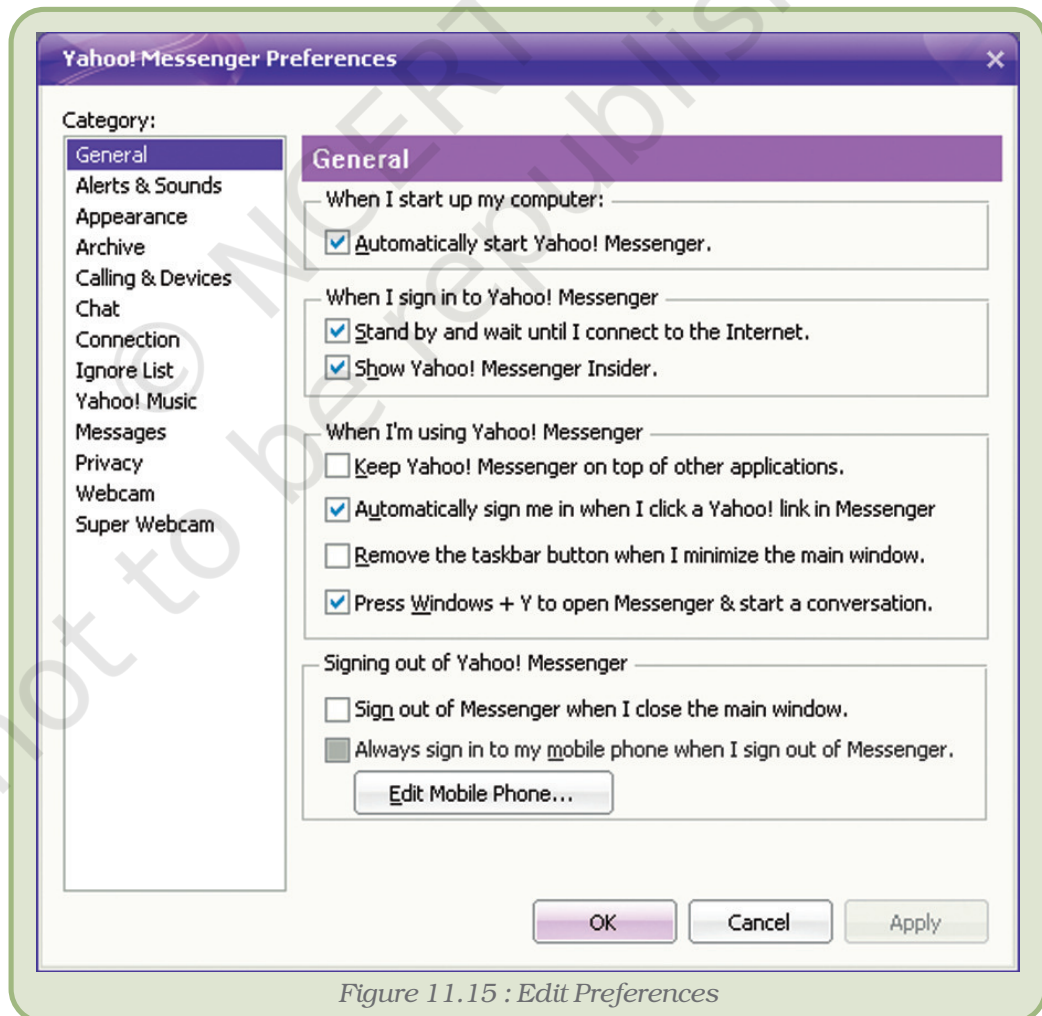 Yahoo! Messenger Preferences
Category:
General
Alerts & Sounds
Appearance
Archive
Calling & Devices
Chat
Connection
Ignore List
Yahoo! Music
Messages
Privacy
Webcam
Super Webcam
General
When I start up my computer:
Automatically start Yahoo! Messenger.
When I sign in to Yahoo! Messenger
Stand by and wait until I connect to the Internet.
Show Yahoo! Messenger Insider.
When I'm using Yahoo! Messenger
Keep Yahoo! Messenger on top of other applications.
Automatically sign me in when I click a Yahoo! link in Messenger
Remove the taskbar button when I minimize the main window.
Press Windows + Y to open Messenger & start a conversation.
Signing out of Yahoo! Messenger
Sign out of Messenger when I close the main window.
Always sign in to my mobile phone when I sign out of Messenger.
Edit Mobile Phone...
OK
Cancel
Apply
Figure 11.15 : Edit Preferences
© NCERT
not to be republish